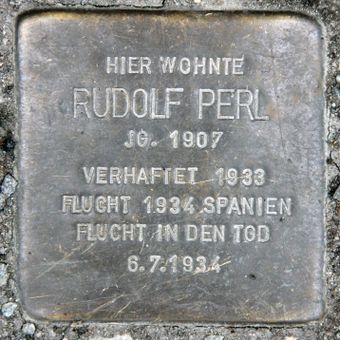 HIER WOHNTE
RUDOLF PERL
JG. 1907
VERHAFTET 1933
FLUCHT 1934 SPANIEN
FLUCHT IN DEN TOD
6.7.1934